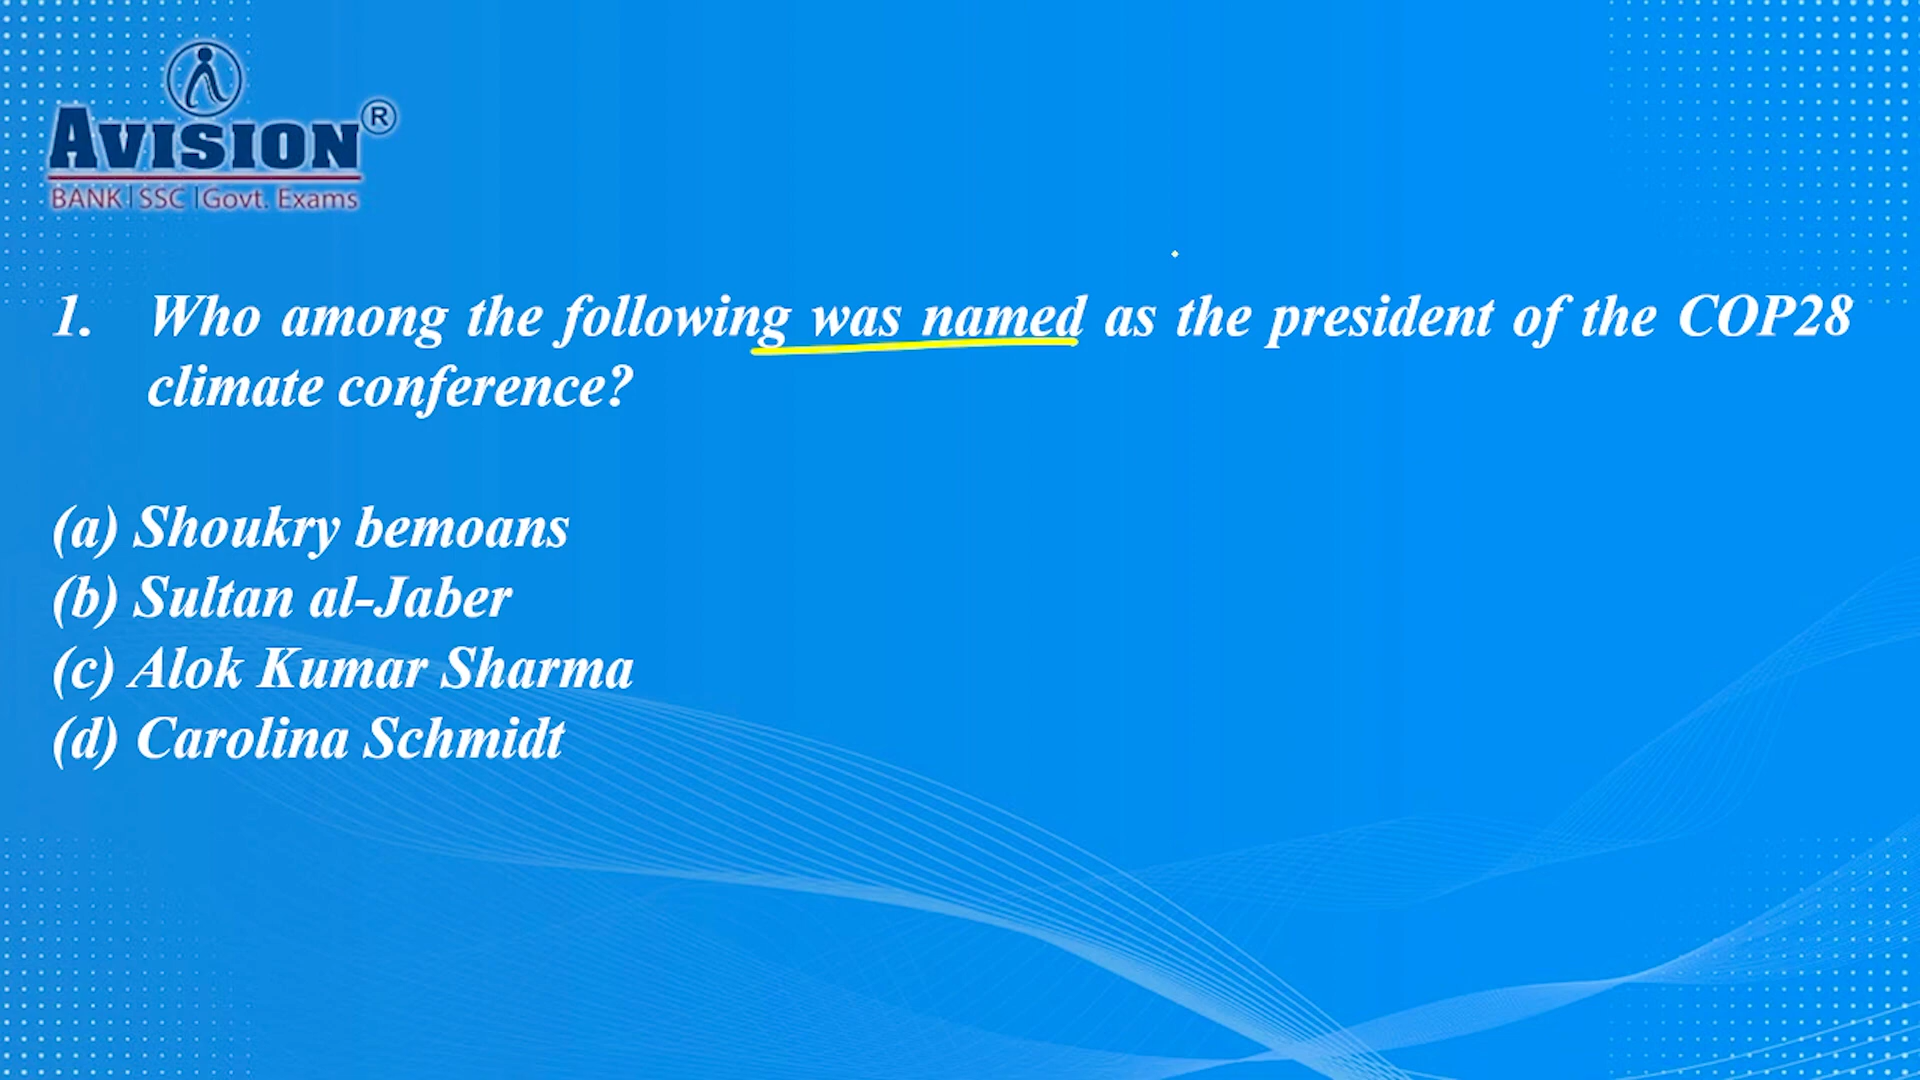 AVISION®
BANK | SSC | Govt. Exams
1. Who among the following was named as the president of the COP28
climate conference?
(a) Shoukry bemoans
(b) Sultan al-Jaber
(c) Alok Kumar Sharma
(d) Carolina Schmidt